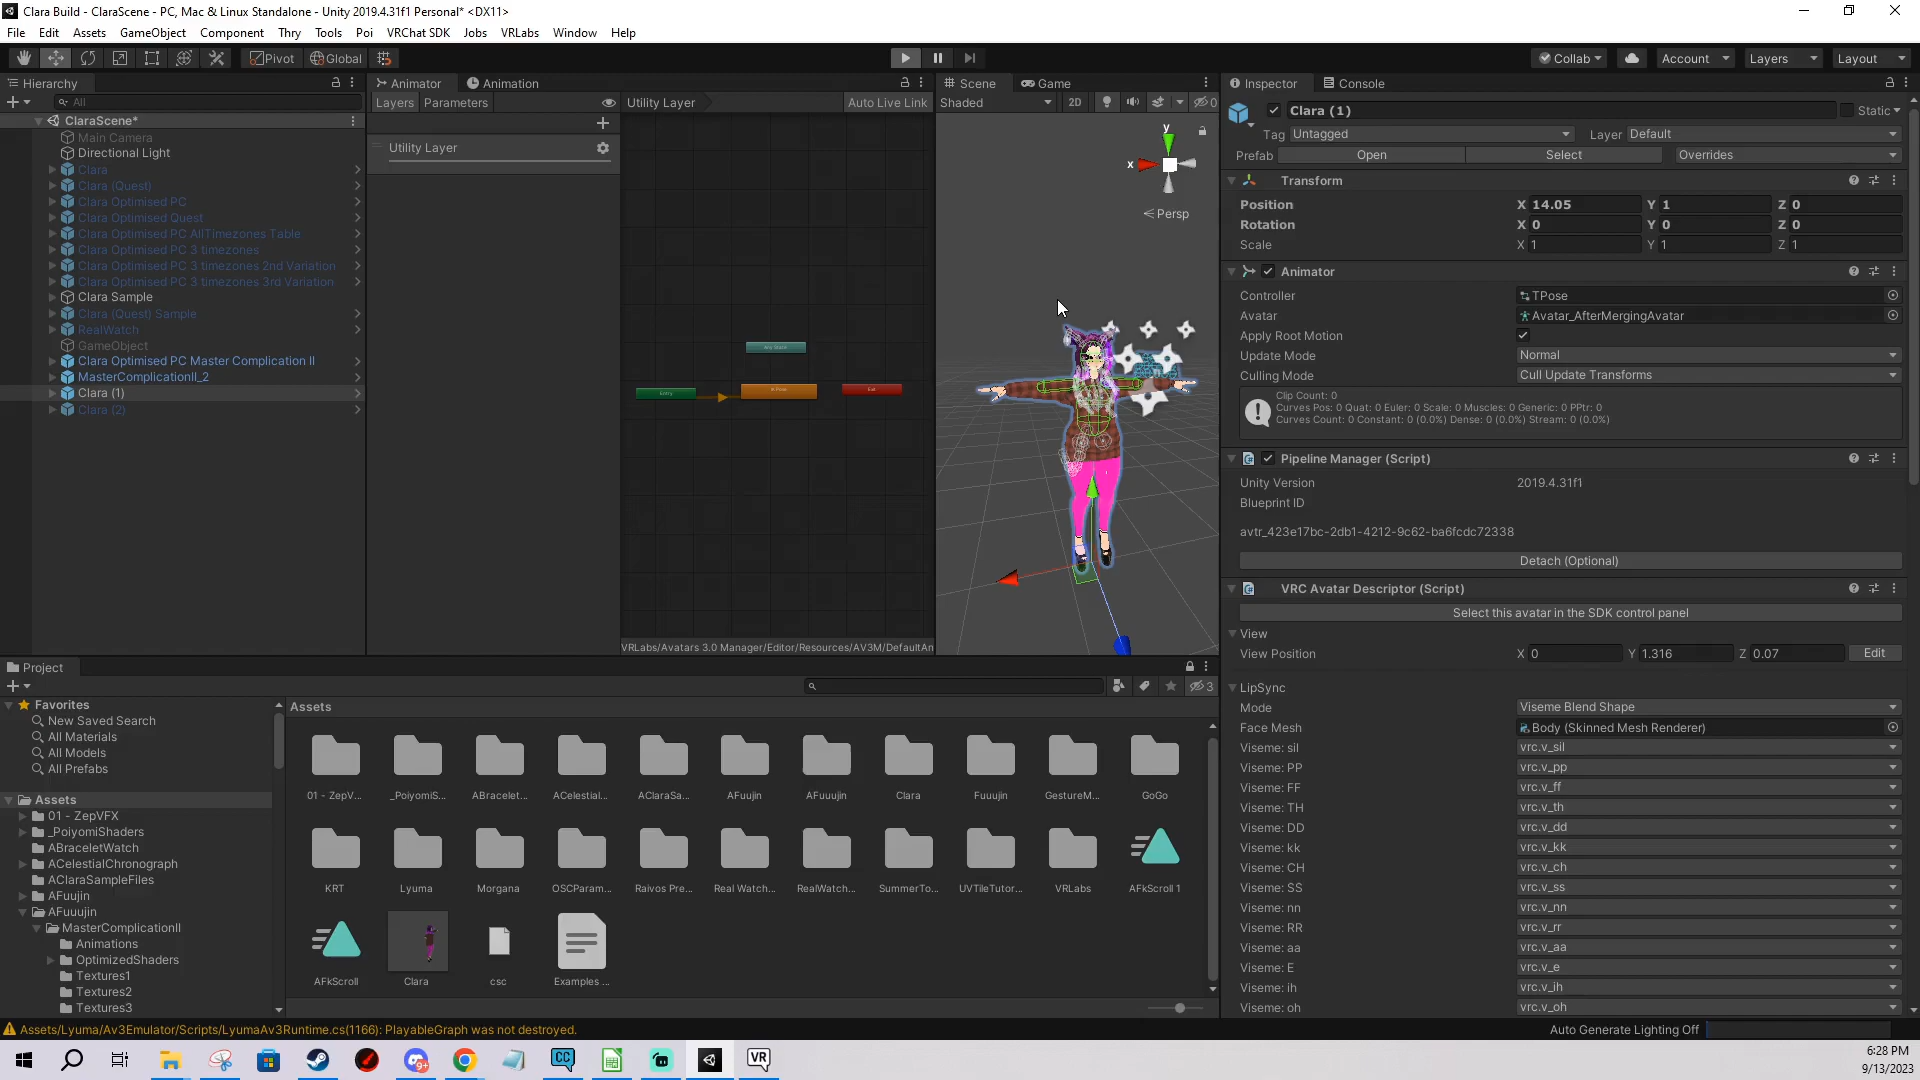 Clara Build - ClaraScene - PC, Mac & Linux Standalone - Unity 2019.4.31f1 Personal* <DX11>
File Edit Assets GameObject Component Thry Tools Poi VRChat SDK Jobs VRLabs Window Help
Pivot Global Collab Account Layers Layout
Hierarchy
All
ClaraScene*
Main Camera
Directional Light
Clara
Clara (Quest)
Clara Optimised PC
Clara Optimised Quest
Clara Optimised PC AllTimezones Table
Clara Optimised PC 3 timezones
Clara Optimised PC 3 timezones 2nd Variation
Clara Optimised PC 3 timezones 3rd Variation
Clara Sample
Clara (Quest) Sample
RealWatch
GameObject
Clara Optimised PC Master Complication II
MasterComplicationII_2
Clara (1)
Clara (2)
Animator Animation
Layers Parameters Utility Layer Auto Live Link
Utility Layer
Any State
Entry
T-Pose
Exit
VRLabs/Avatars 3.0 Manager/Editor/Resources/AV3M/DefaultAn
Scene Game
Shaded 2D 0
y
x
Persp
Inspector Console
Clara (1) Static
Tag Untagged Layer Default
Prefab Open Select Overrides
Transform
Position X 14.05 Y 1 Z 0
Rotation X 0 Y 0 Z 0
Scale X 1 Y 1 Z 1
Animator
Controller TPose
Avatar Avatar_AfterMergingAvatar
Apply Root Motion
Update Mode Normal
Culling Mode Cull Update Transforms
Clip Count: 0
Curves Pos: 0 Quat: 0 Euler: 0 Scale: 0 Muscles: 0 Generic: 0 PPtr: 0
Curves Count: 0 Constant: 0 (0.0%) Dense: 0 (0.0%) Stream: 0 (0.0%)
Pipeline Manager (Script)
Unity Version 2019.4.31f1
Blueprint ID
avtr_423e17bc-2db1-4212-9c62-ba6fcdc72338
Detach (Optional)
VRC Avatar Descriptor (Script)
Select this avatar in the SDK control panel
View
View Position X 0 Y 1.316 Z 0.07 Edit
LipSync
Mode Viseme Blend Shape
Face Mesh Body (Skinned Mesh Renderer)
Viseme: sil vrc.v_sil
Viseme: PP vrc.v_pp
Viseme: FF vrc.v_ff
Viseme: TH vrc.v_th
Viseme: DD vrc.v_dd
Viseme: kk vrc.v_kk
Viseme: CH vrc.v_ch
Viseme: SS vrc.v_ss
Viseme: nn vrc.v_nn
Viseme: RR vrc.v_rr
Viseme: aa vrc.v_aa
Viseme: E vrc.v_e
Viseme: ih vrc.v_ih
Viseme: oh vrc.v_oh
Project
3
Favorites
New Saved Search
All Materials
All Models
All Prefabs
Assets
01 - ZepVFX
_PoiyomiShaders
ABraceletWatch
ACelestialChronograph
AClaraSampleFiles
AFuujin
AFuuujin
MasterComplicationII
Animations
OptimizedShaders
Textures1
Textures2
Textures3
Assets
01 - ZepV... _PoiyomiS... ABracelet... ACelestial... AClaraSa... AFuujin AFuuujin Clara Fuuujin GestureM... GoGo
KRT Lyuma Morgana OSCParam... Raivos Pre... Real Watch... RealWatch... SummerTo... UVTileTutor... VRLabs AFkScroll 1
AFkScroll Clara csc Examples ...
Assets/Lyuma/Av3Emulator/Scripts/LyumaAv3Runtime.cs(1166): PlayableGraph was not destroyed.
Auto Generate Lighting Off
CC
VR
6:28 PM
9/13/2023